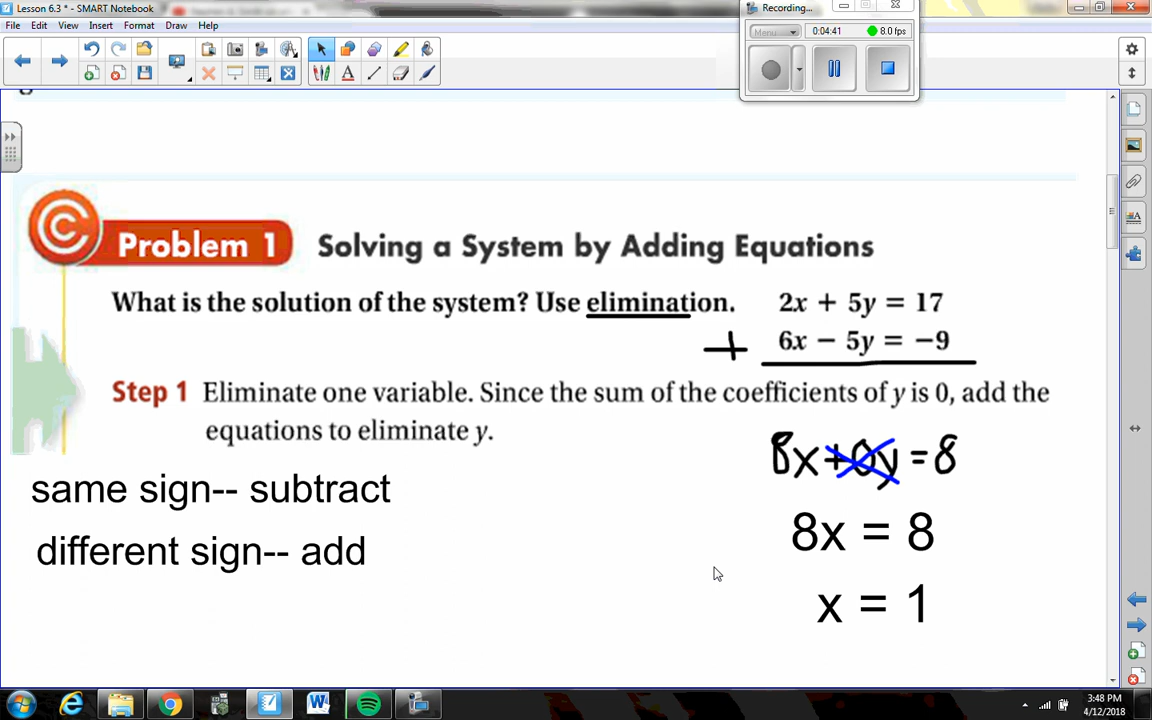 Lesson 6.3 * - SMART Notebook
Recording...
File Edit View Insert Format Draw Help
Menu 0:04:41 8.0 fps
Problem 1 Solving a System by Adding Equations
What is the solution of the system? Use elimination. 2x + 5y = 17
+ 6x − 5y = −9
Step 1 Eliminate one variable. Since the sum of the coefficients of y is 0, add the
equations to eliminate y.
8x+0y=8
same sign-- subtract
8x = 8
different sign-- add
x = 1
3:48 PM
4/12/2018